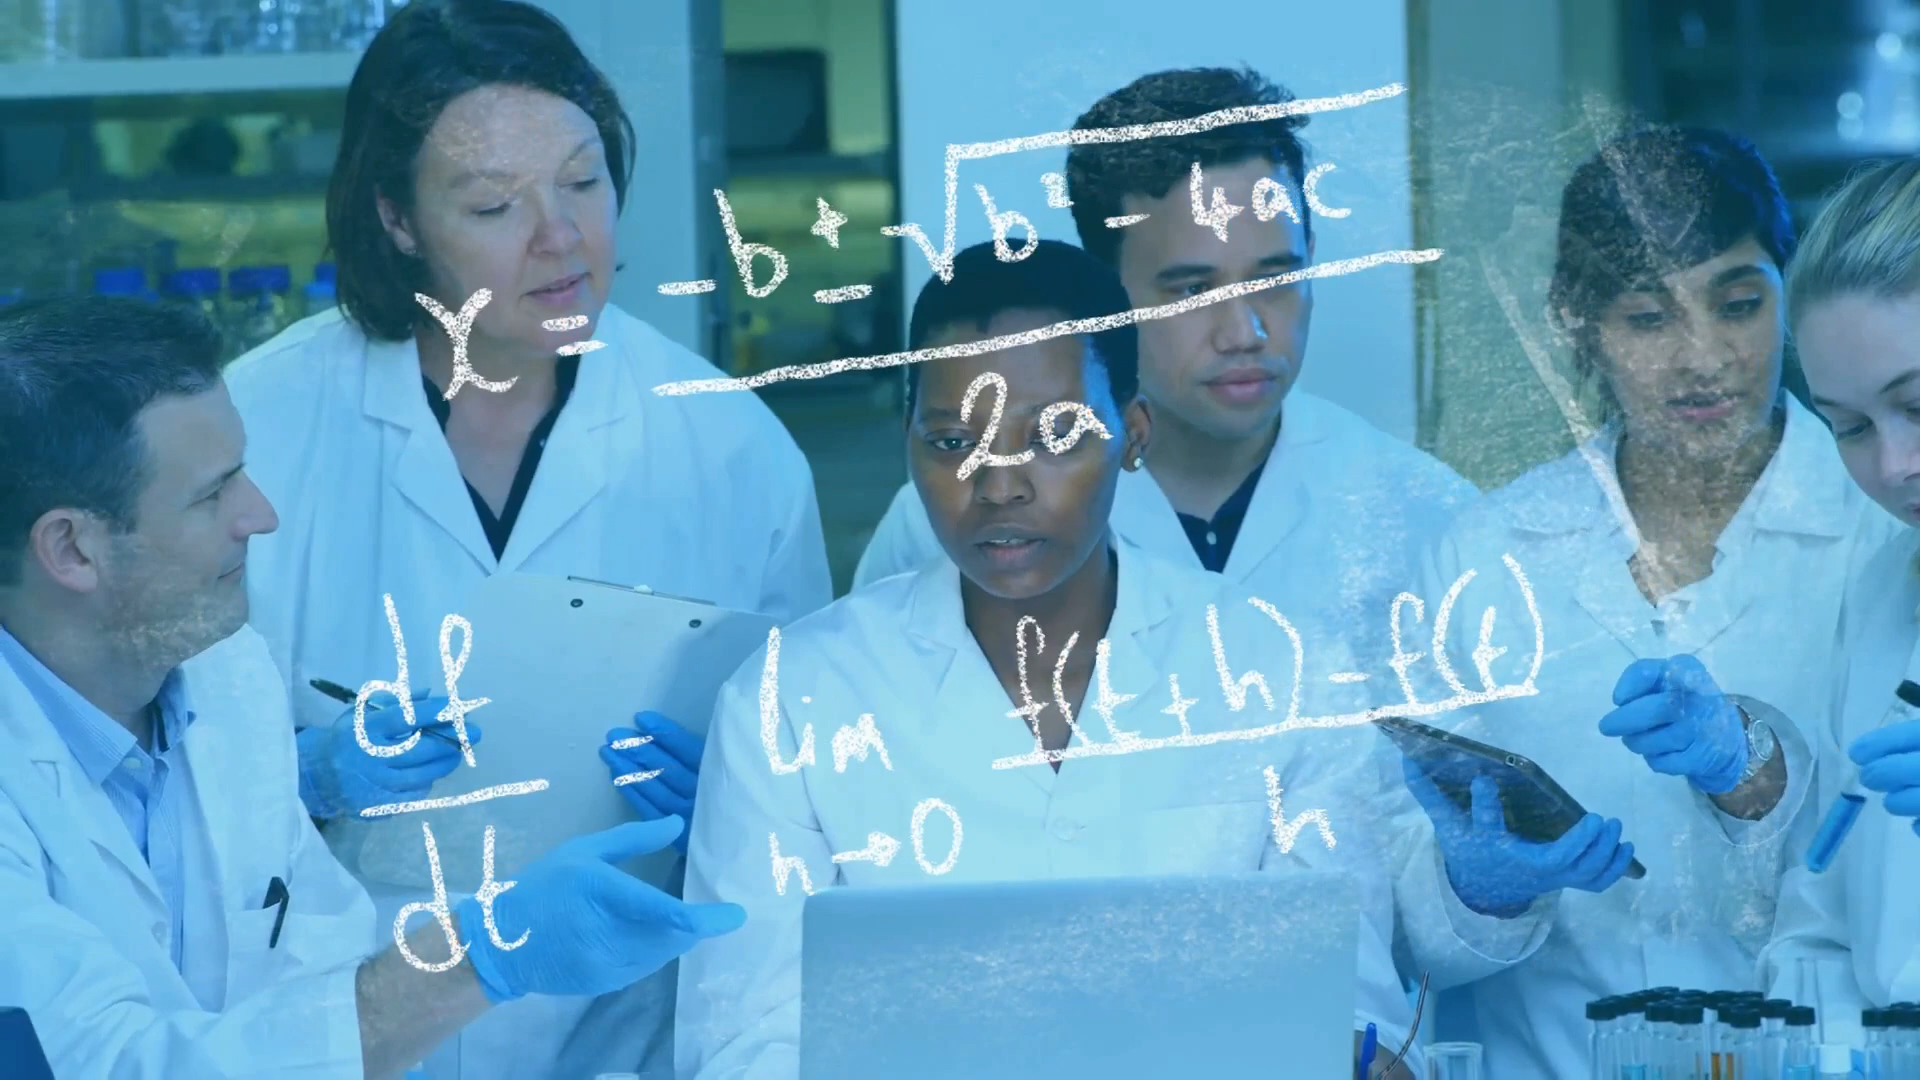 x = -b ± √b² - 4ac
2a
df = lim f(t+h) - f(t)
dt h→0 h